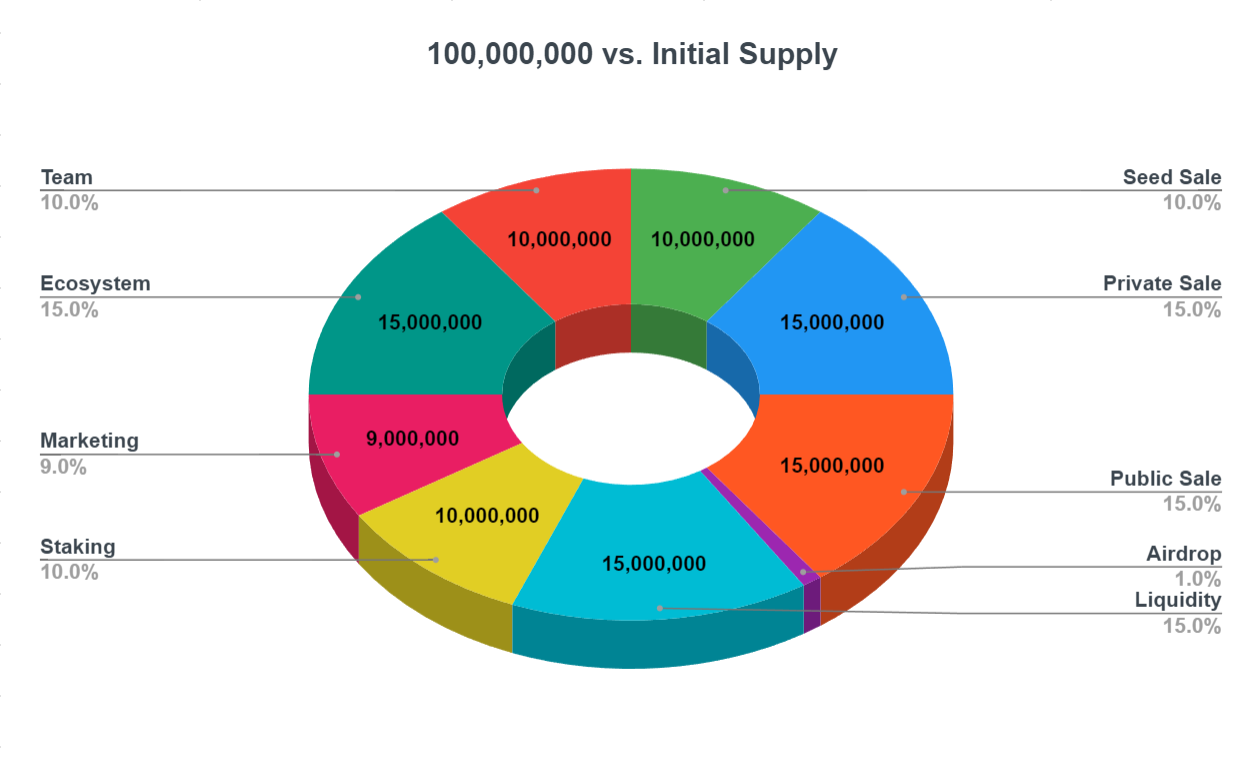 100,000,000 vs. Initial Supply
Team
10.0%
Ecosystem
15.0%
Marketing
9.0%
Staking
10.0%
10,000,000
10,000,000
15,000,000
15,000,000
9,000,000
15,000,000
10,000,000
15,000,000
Seed Sale
10.0%
Private Sale
15.0%
Public Sale
15.0%
Airdrop
1.0%
Liquidity
15.0%